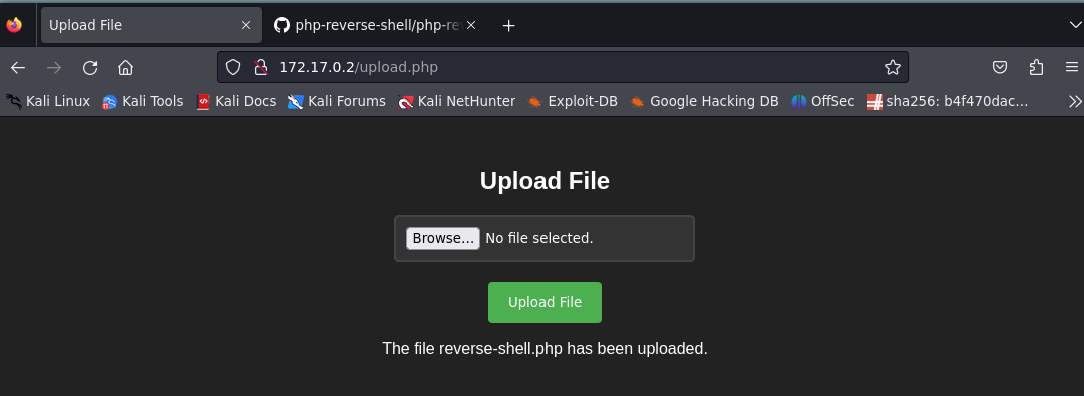 Upload File
php-reverse-shell/php-re
172.17.0.2/upload.php
Kali Linux Kali Tools Kali Docs Kali Forums Kali NetHunter Exploit-DB Google Hacking DB OffSec sha256: b4f470dac...
Upload File
Browse... No file selected.
Upload File
The file reverse-shell.php has been uploaded.